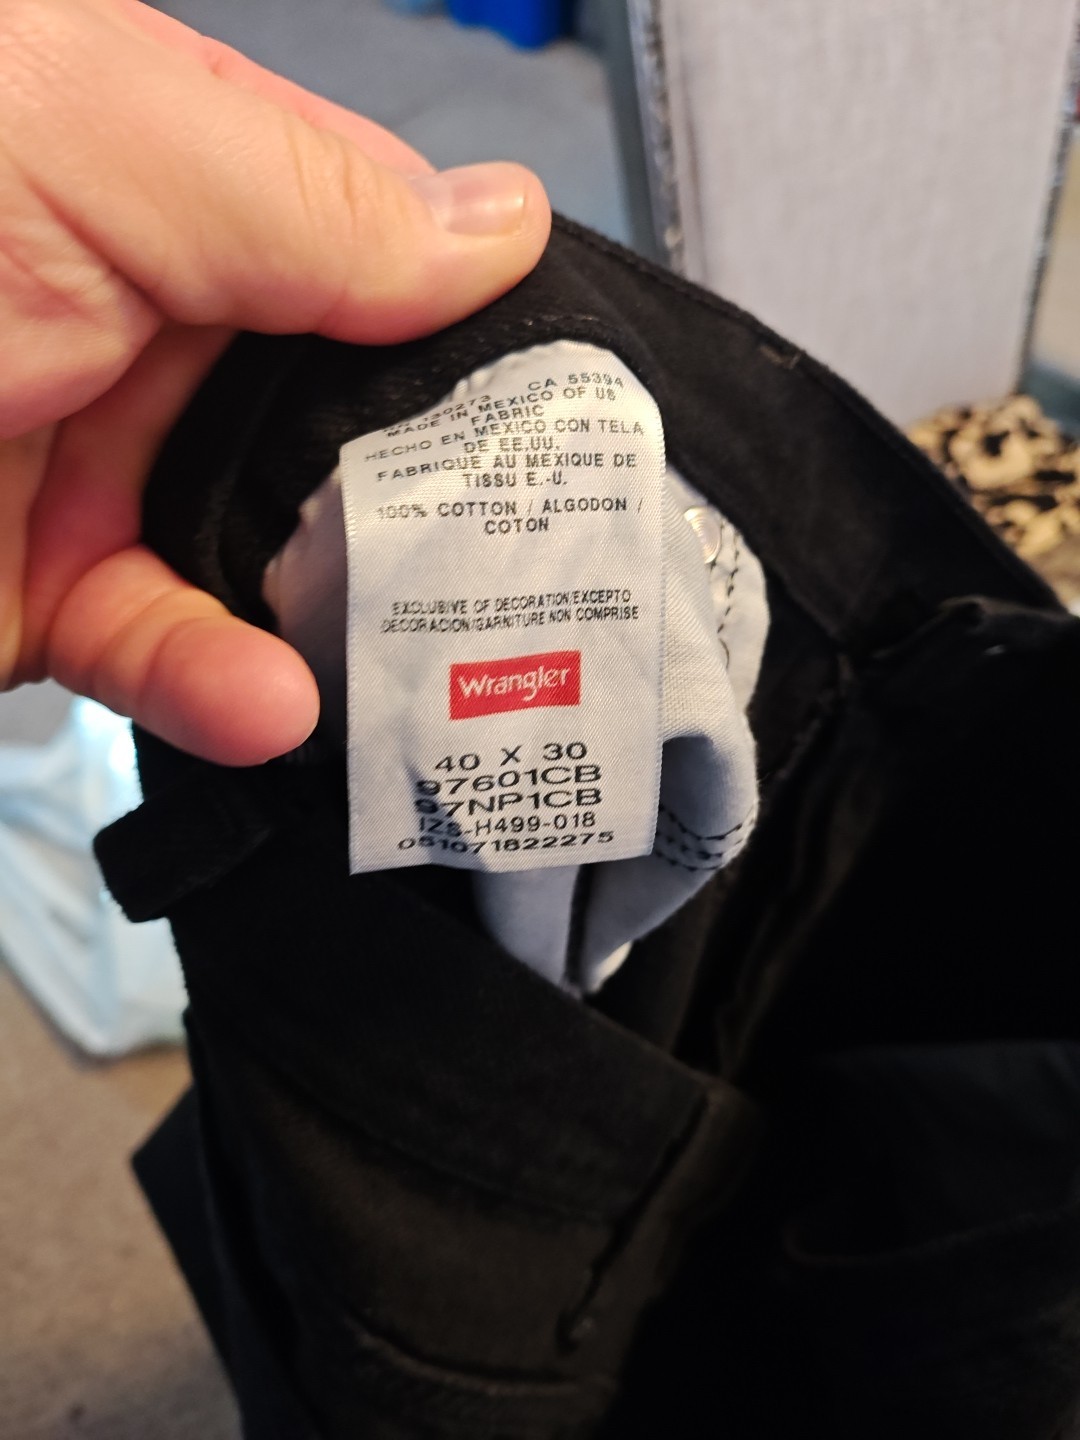 CA 55394
MADE IN MEXICO OF US
FABRIC
HECHO EN MEXICO CON TELA
DE EE.UU.
FABRIQUE AU MEXIQUE DE
TISSU E.-U.
100% COTTON / ALGODON /
COTON
EXCLUSIVE OF DECORATION/EXCEPTO
DECORACION/GARNITURE NON COMPRISE
Wrangler
40 X 30
97601CB
97NP1CB
IZS-H499-018
051071822275